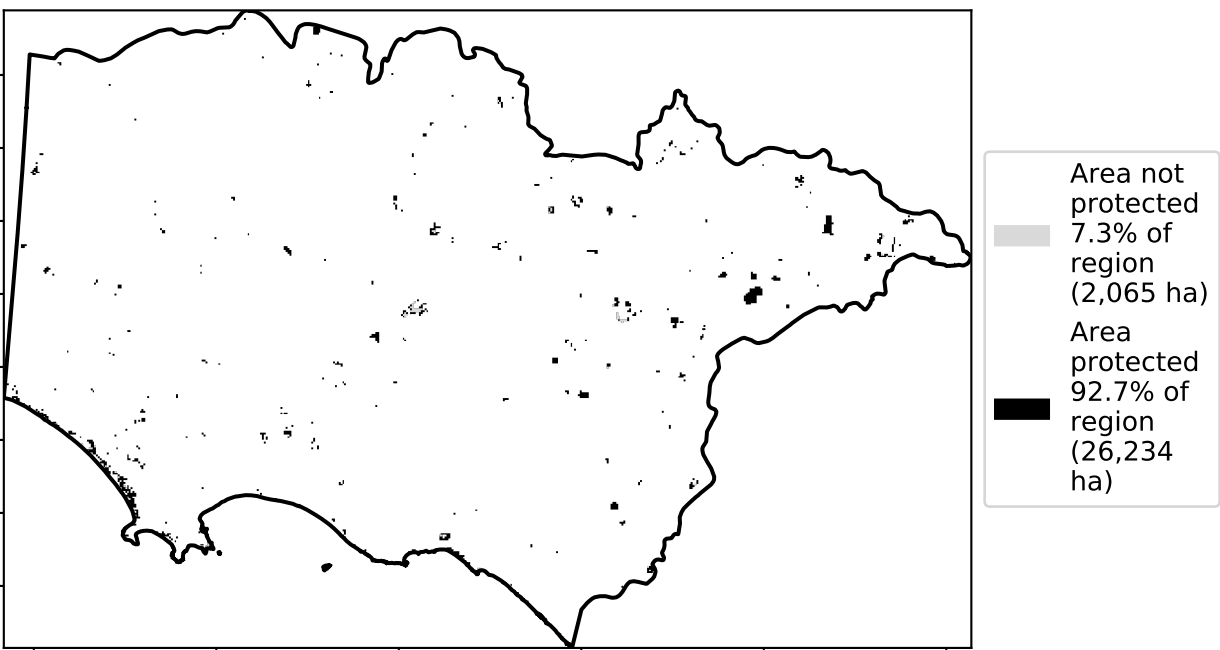 Area not
protected
7.3% of
region
(2,065 ha)
Area
protected
92.7% of
region
(26,234
ha)